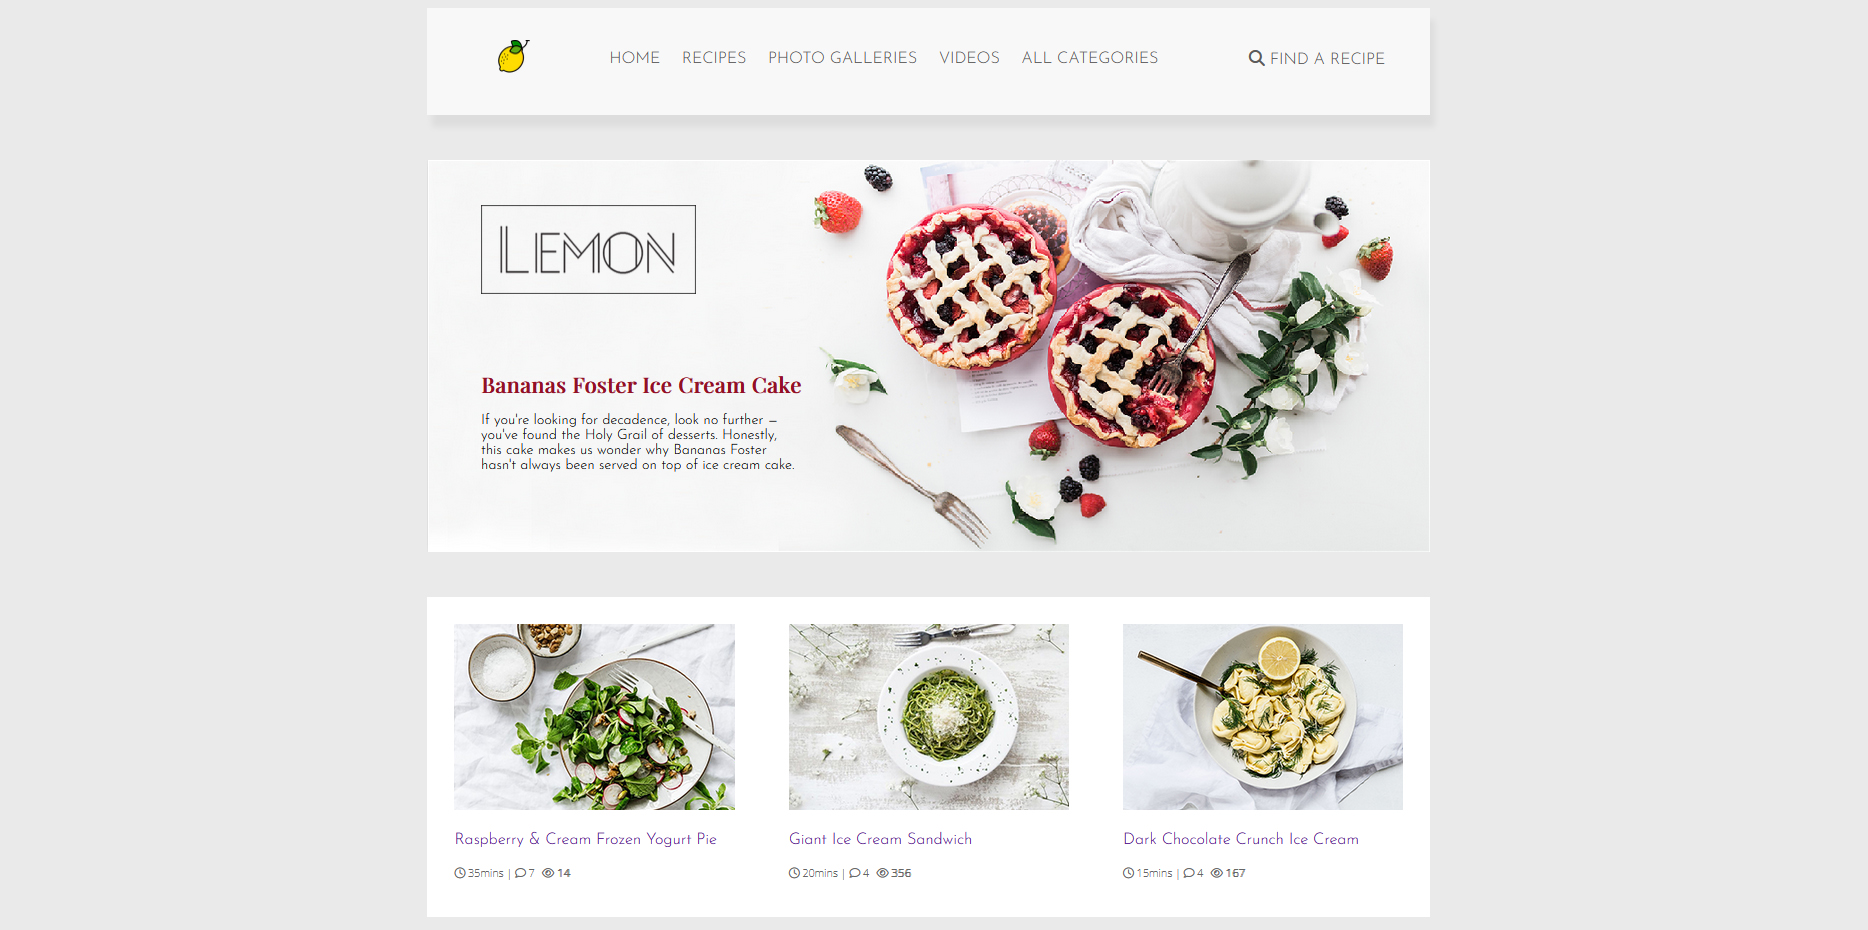 HOME RECIPES PHOTO GALLERIES VIDEOS ALL CATEGORIES FIND A RECIPE
LEMON
Bananas Foster Ice Cream Cake
If you're looking for decadence, look no further –
you've found the Holy Grail of desserts. Honestly,
this cake makes us wonder why Bananas Foster
hasn't always been served on top of ice cream cake.
Raspberry & Cream Frozen Yogurt Pie
35mins | 7 14
Giant Ice Cream Sandwich
20mins | 4 356
Dark Chocolate Crunch Ice Cream
15mins | 4 167